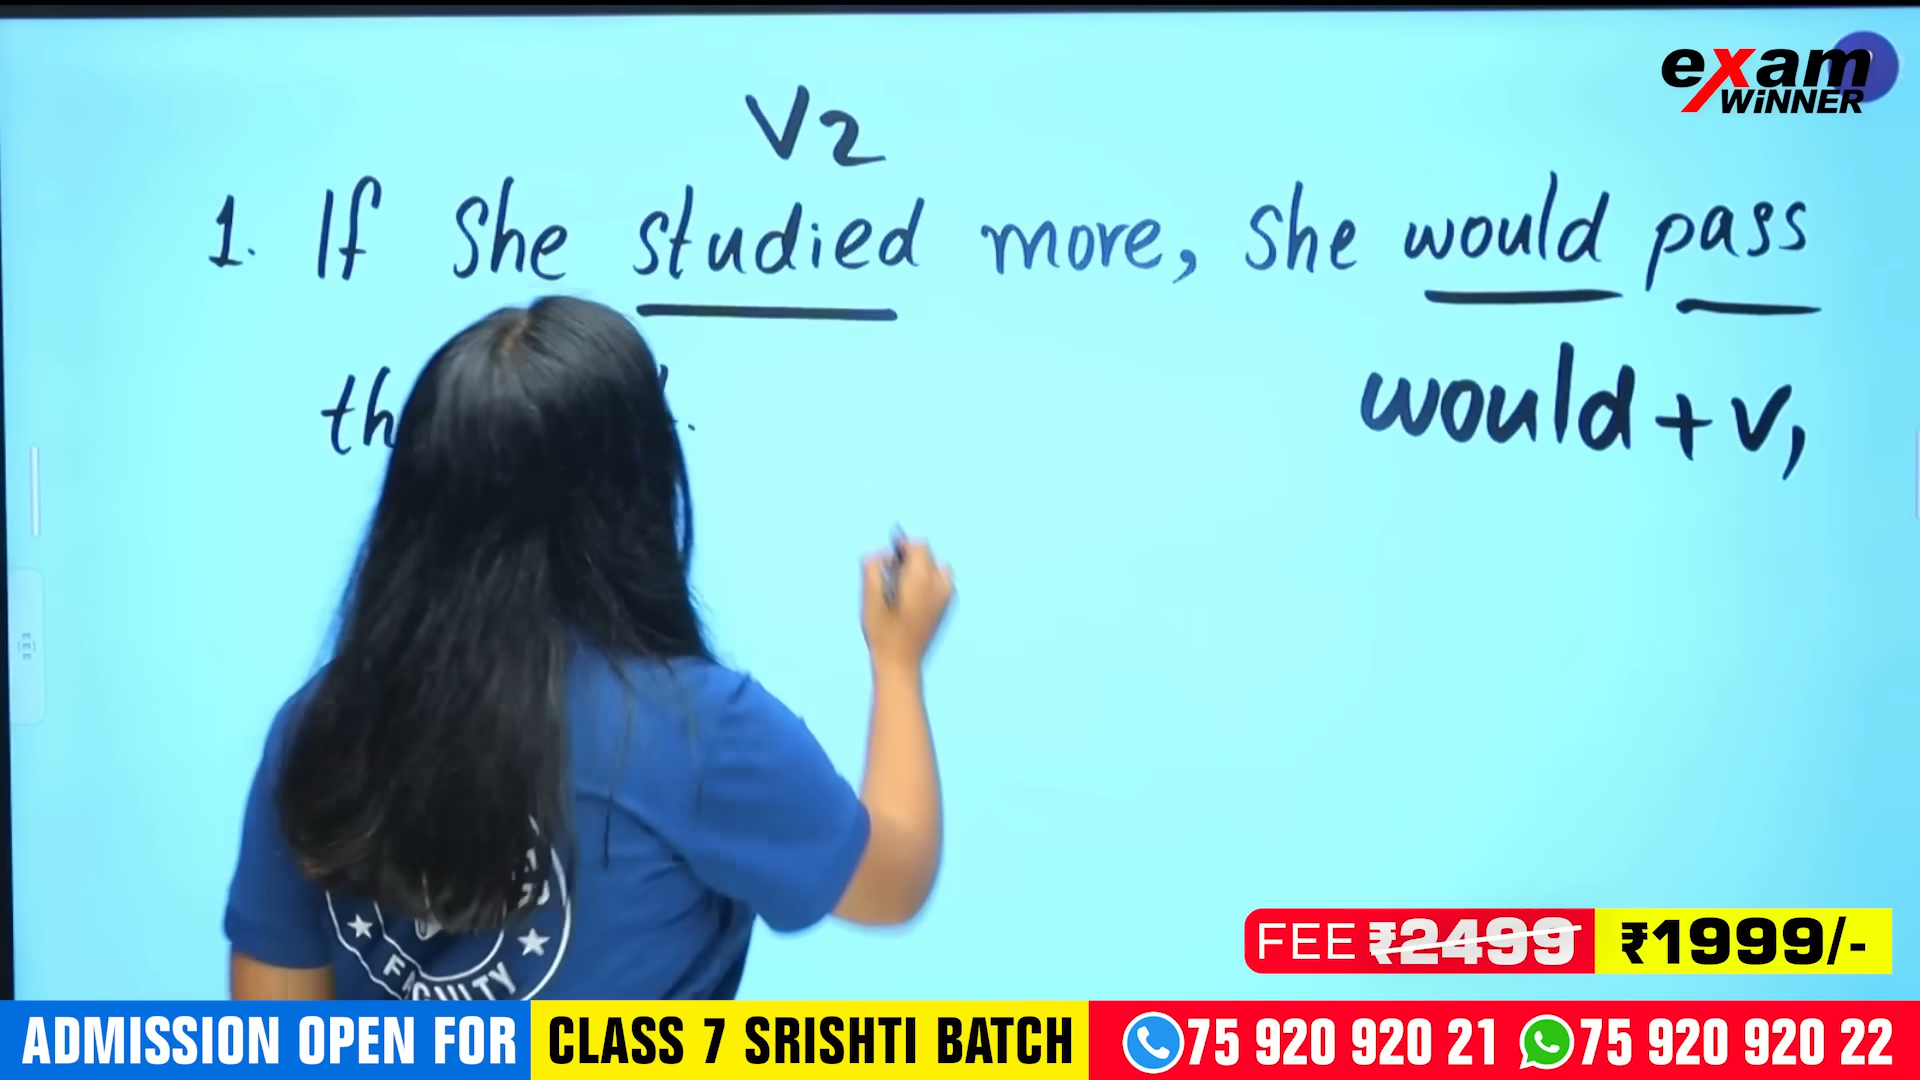 exam
WiNNER
V2
1. If She studied more, She would pass
would + V1
FACULTY
FEE ₹2499 ₹1999/-
ADMISSION OPEN FOR CLASS 7 SRISHTI BATCH 75 920 920 21 75 920 920 22